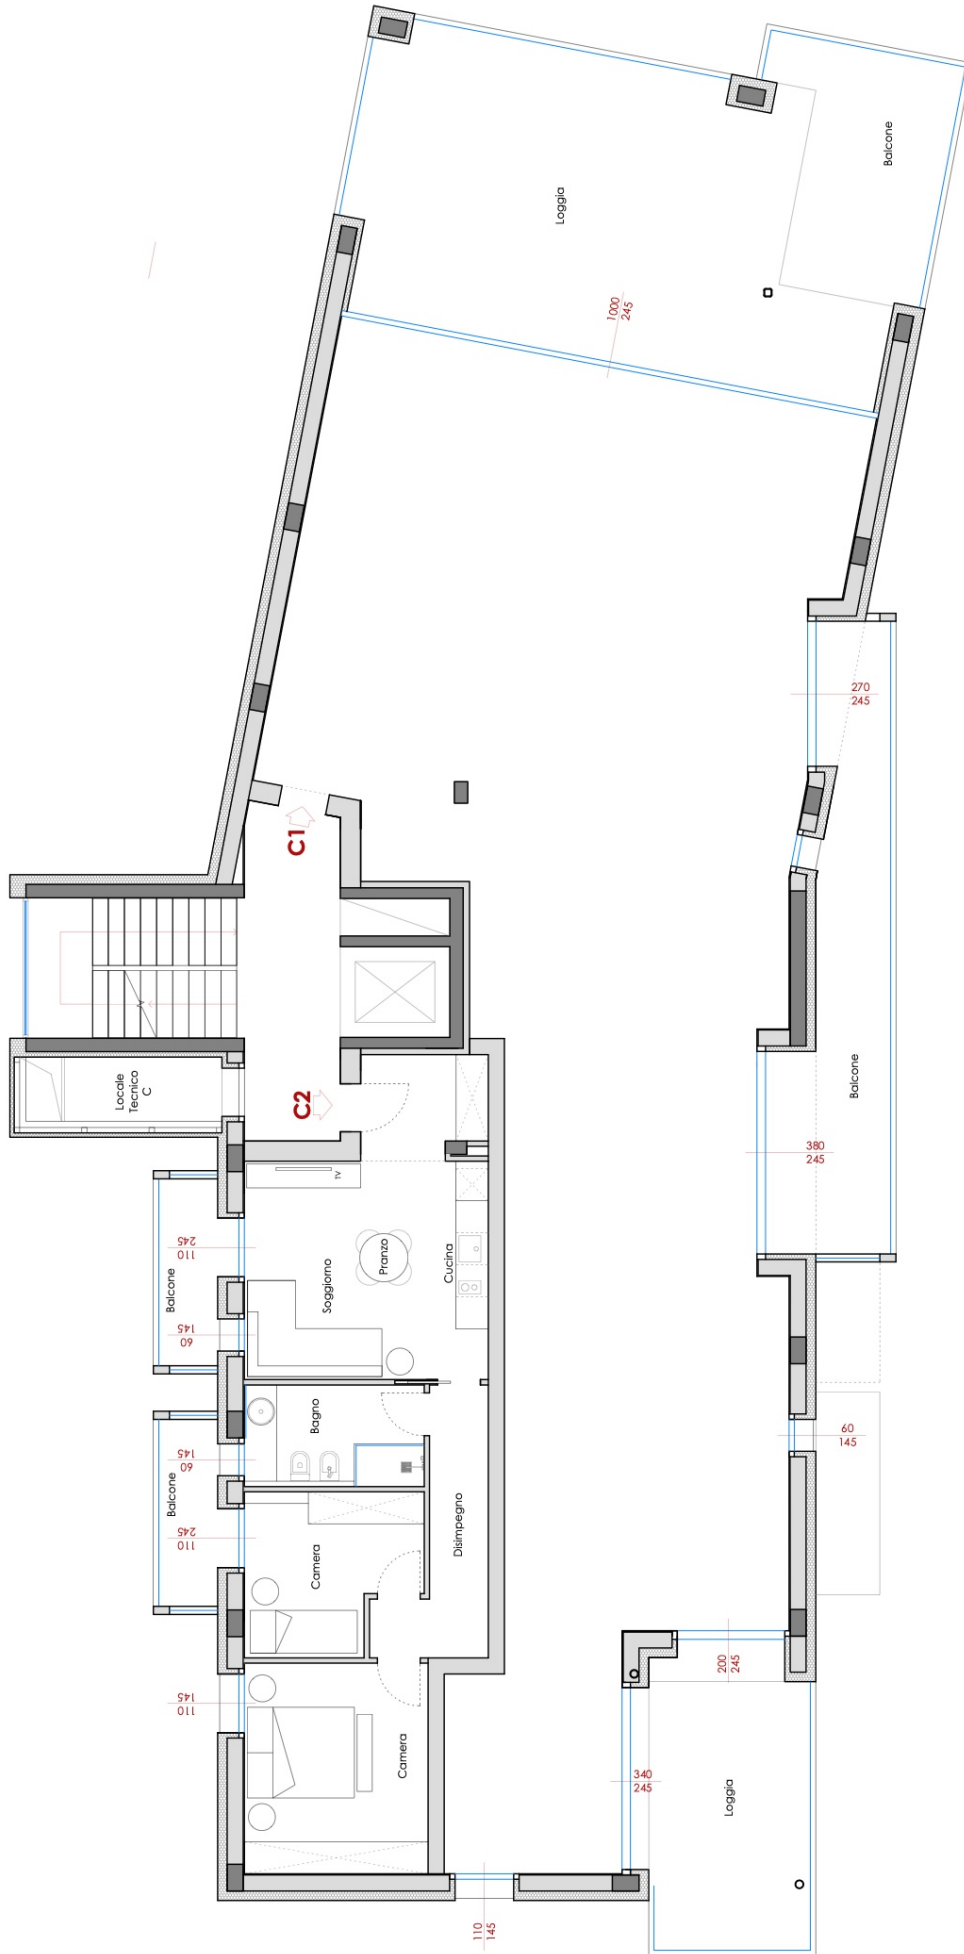 Balcone
Loggia
1000
245
270
245
C1
Locale
Tecnico
C
C2
380
245
Balcone
TV
110
245
Balcone
Soggiorno
Pranzo
Cucina
60
145
Bagno
60
145
Balcone
110
245
Camera
Disimpegno
60
145
110
145
Camera
200
245
340
245
Loggia
110
145